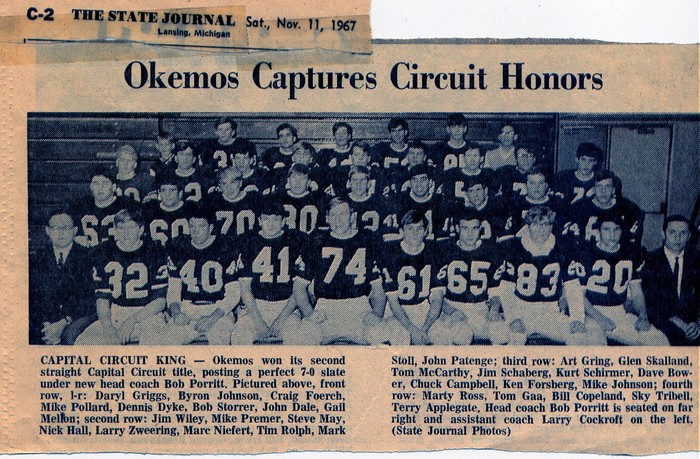 C-2 THE STATE JOURNAL Sat., Nov. 11, 1967
Lansing, Michigan
Okemos Captures Circuit Honors
CAPITAL CIRCUIT KING — Okemos won its second
straight Capital Circuit title, posting a perfect 7-0 slate
under new head coach Bob Porritt. Pictured above, front
row, l-r: Daryl Griggs, Byron Johnson, Craig Foerch,
Mike Pollard, Dennis Dyke, Bob Storrer, John Dale, Gail
Mellon; second row: Jim Wiley, Mike Premer, Steve May,
Nick Hall, Larry Zweering, Marc Niefert, Tim Rolph, Mark
Stoll, John Patenge; third row: Art Gring, Glen Skalland,
Tom McCarthy, Jim Schaberg, Kurt Schirmer, Dave Bow-
er, Chuck Campbell, Ken Forsberg, Mike Johnson; fourth
row: Marty Ross, Tom Gaa, Bill Copeland, Sky Tribell,
Terry Applegate, Head coach Bob Porritt is seated on far
right and assistant coach Larry Cockroft on the left.
(State Journal Photos)
63 60 70 80
32 40 41 74 61 65 83 20